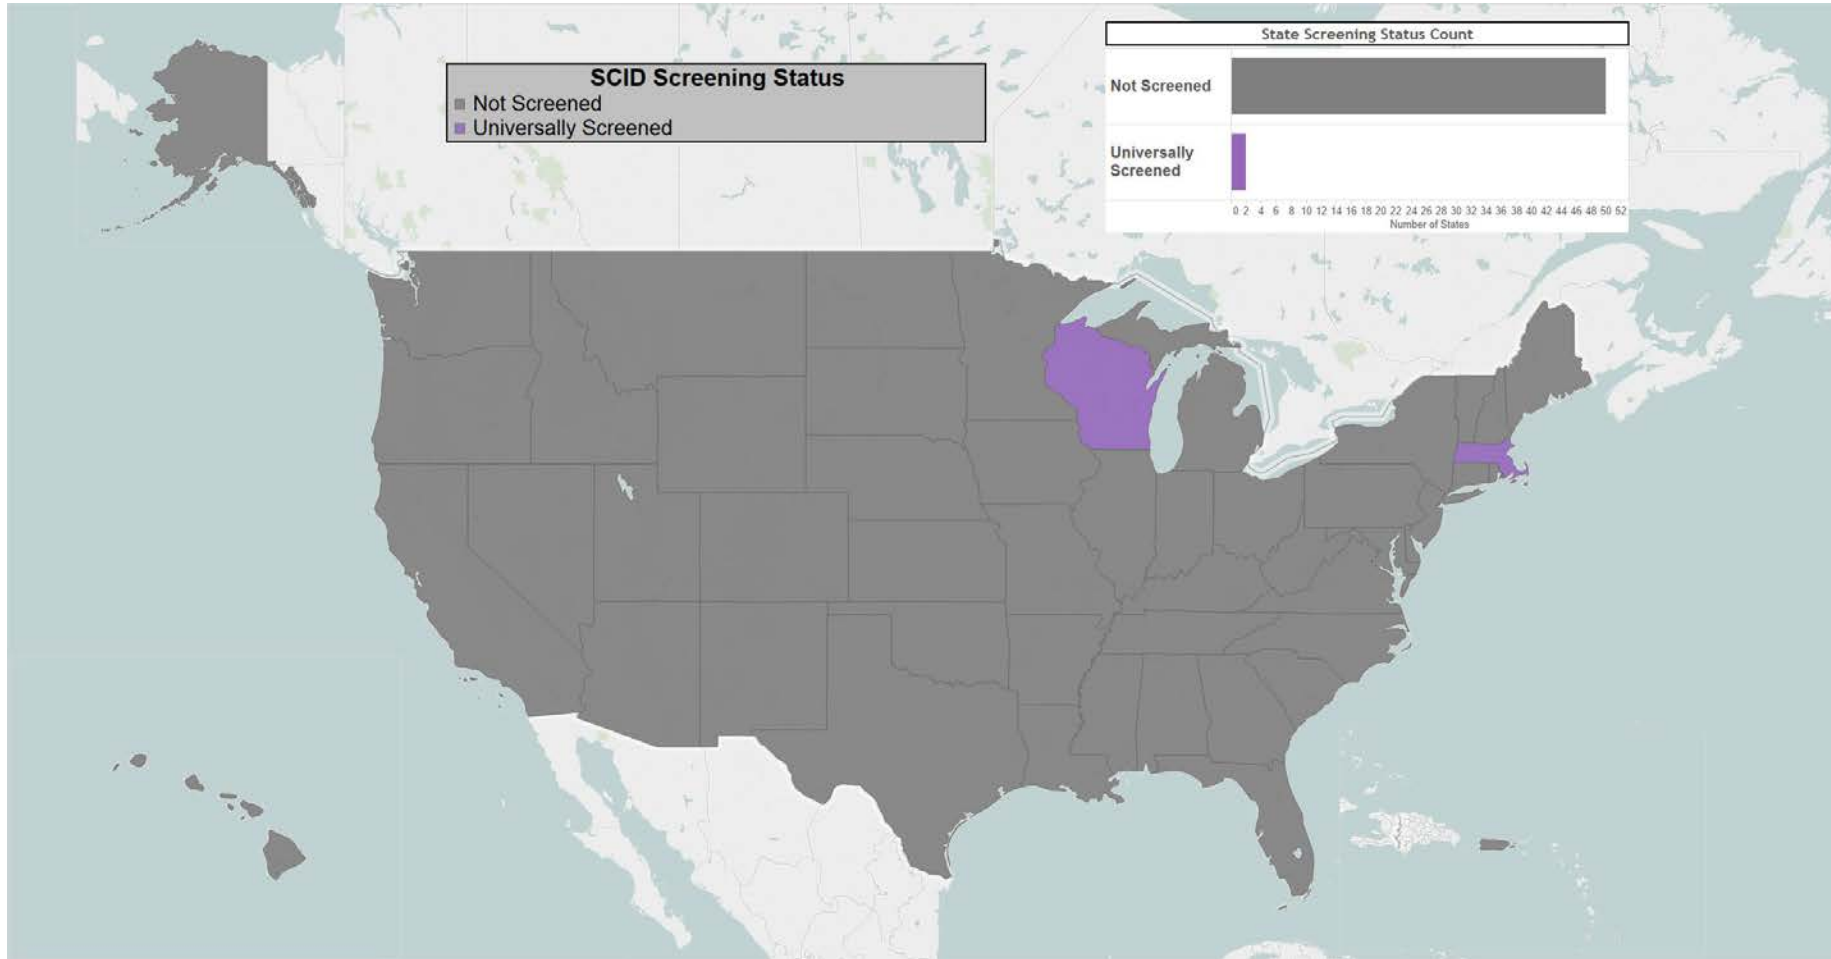 SCID Screening Status
Not Screened
Universally Screened
State Screening Status Count
Not Screened
Universally
Screened
0 2 4 6 8 10 12 14 16 18 20 22 24 26 28 30 32 34 36 38 40 42 44 46 48 50 52
Number of States